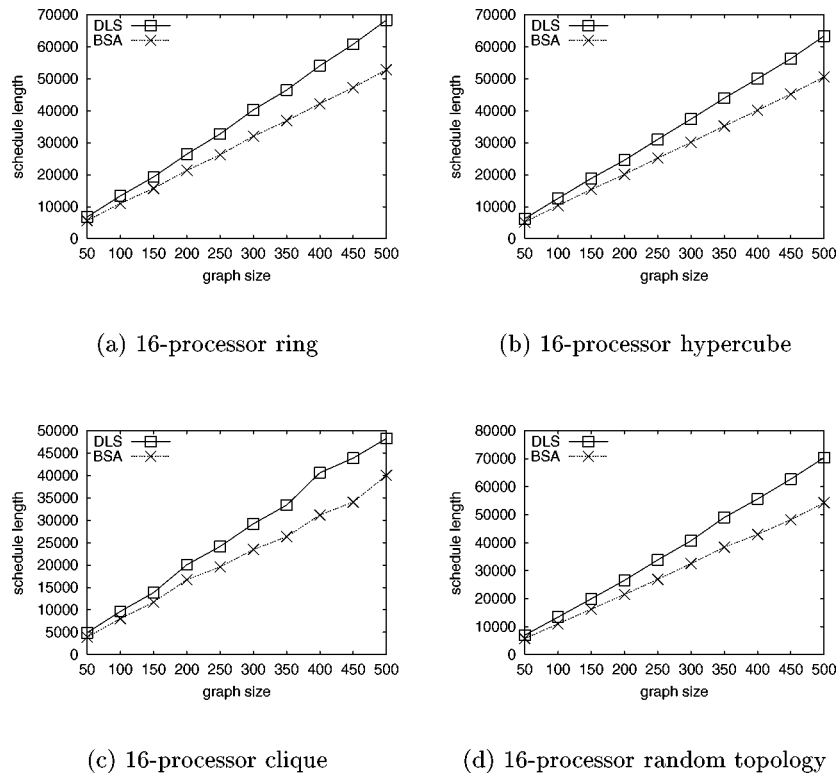 70000
60000
50000
40000
30000
20000
10000
0
schedule length
DLS
BSA
50 100 150 200 250 300 350 400 450 500
graph size
(a) 16-processor ring
70000
60000
50000
40000
30000
20000
10000
0
schedule length
DLS
BSA
50 100 150 200 250 300 350 400 450 500
graph size
(b) 16-processor hypercube
50000
45000
40000
35000
30000
25000
20000
15000
10000
5000
0
schedule length
DLS
BSA
50 100 150 200 250 300 350 400 450 500
graph size
(c) 16-processor clique
80000
70000
60000
50000
40000
30000
20000
10000
0
schedule length
DLS
BSA
50 100 150 200 250 300 350 400 450 500
graph size
(d) 16-processor random topology